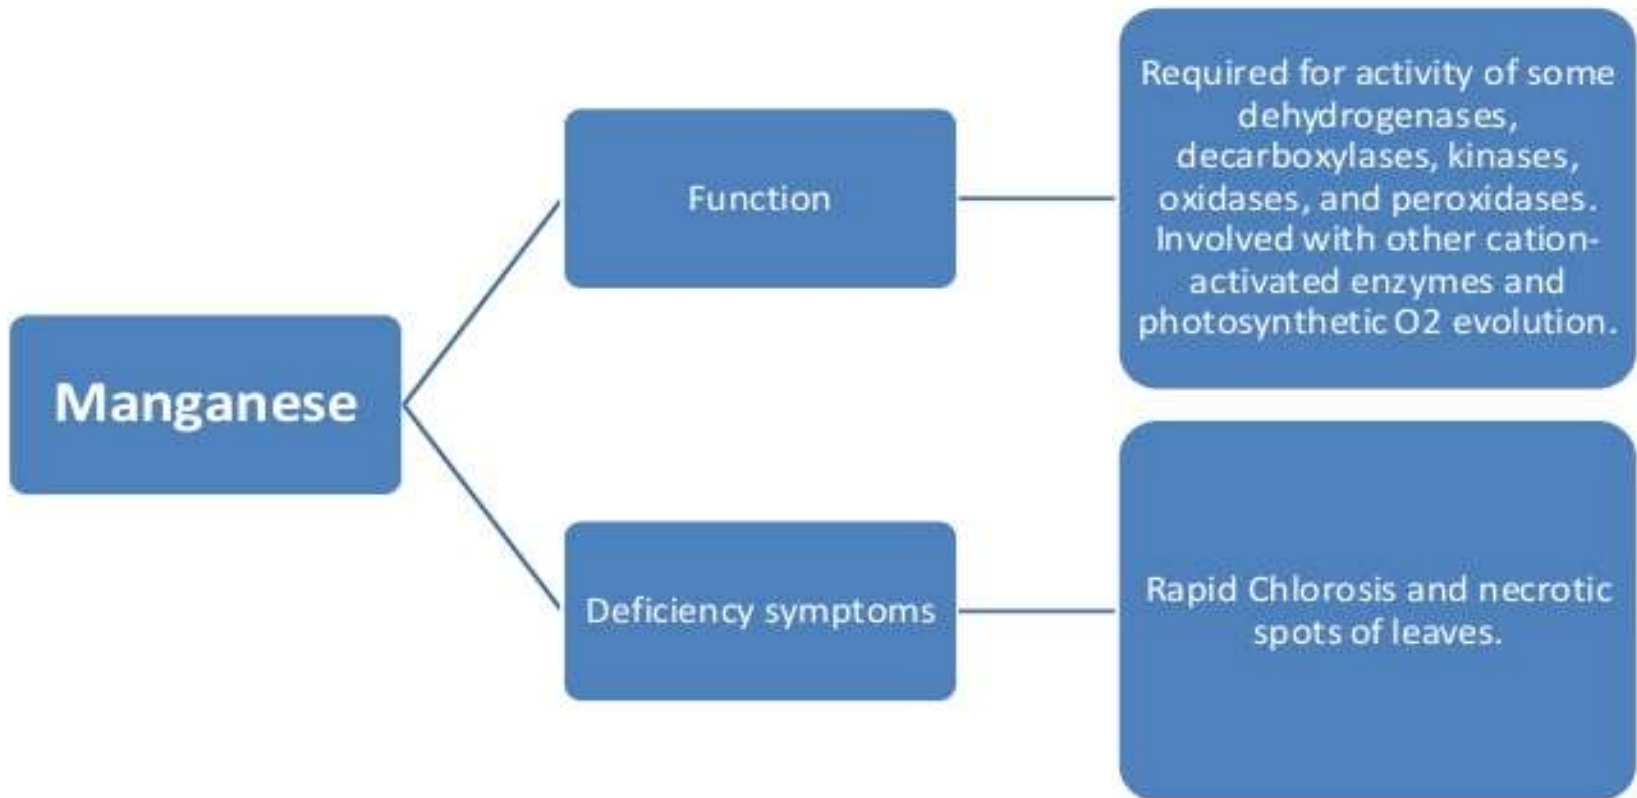 Manganese
Function
Required for activity of some
dehydrogenases,
decarboxylases, kinases,
oxidases, and peroxidases.
Involved with other cation-
activated enzymes and
photosynthetic O2 evolution.
Deficiency symptoms
Rapid Chlorosis and necrotic
spots of leaves.